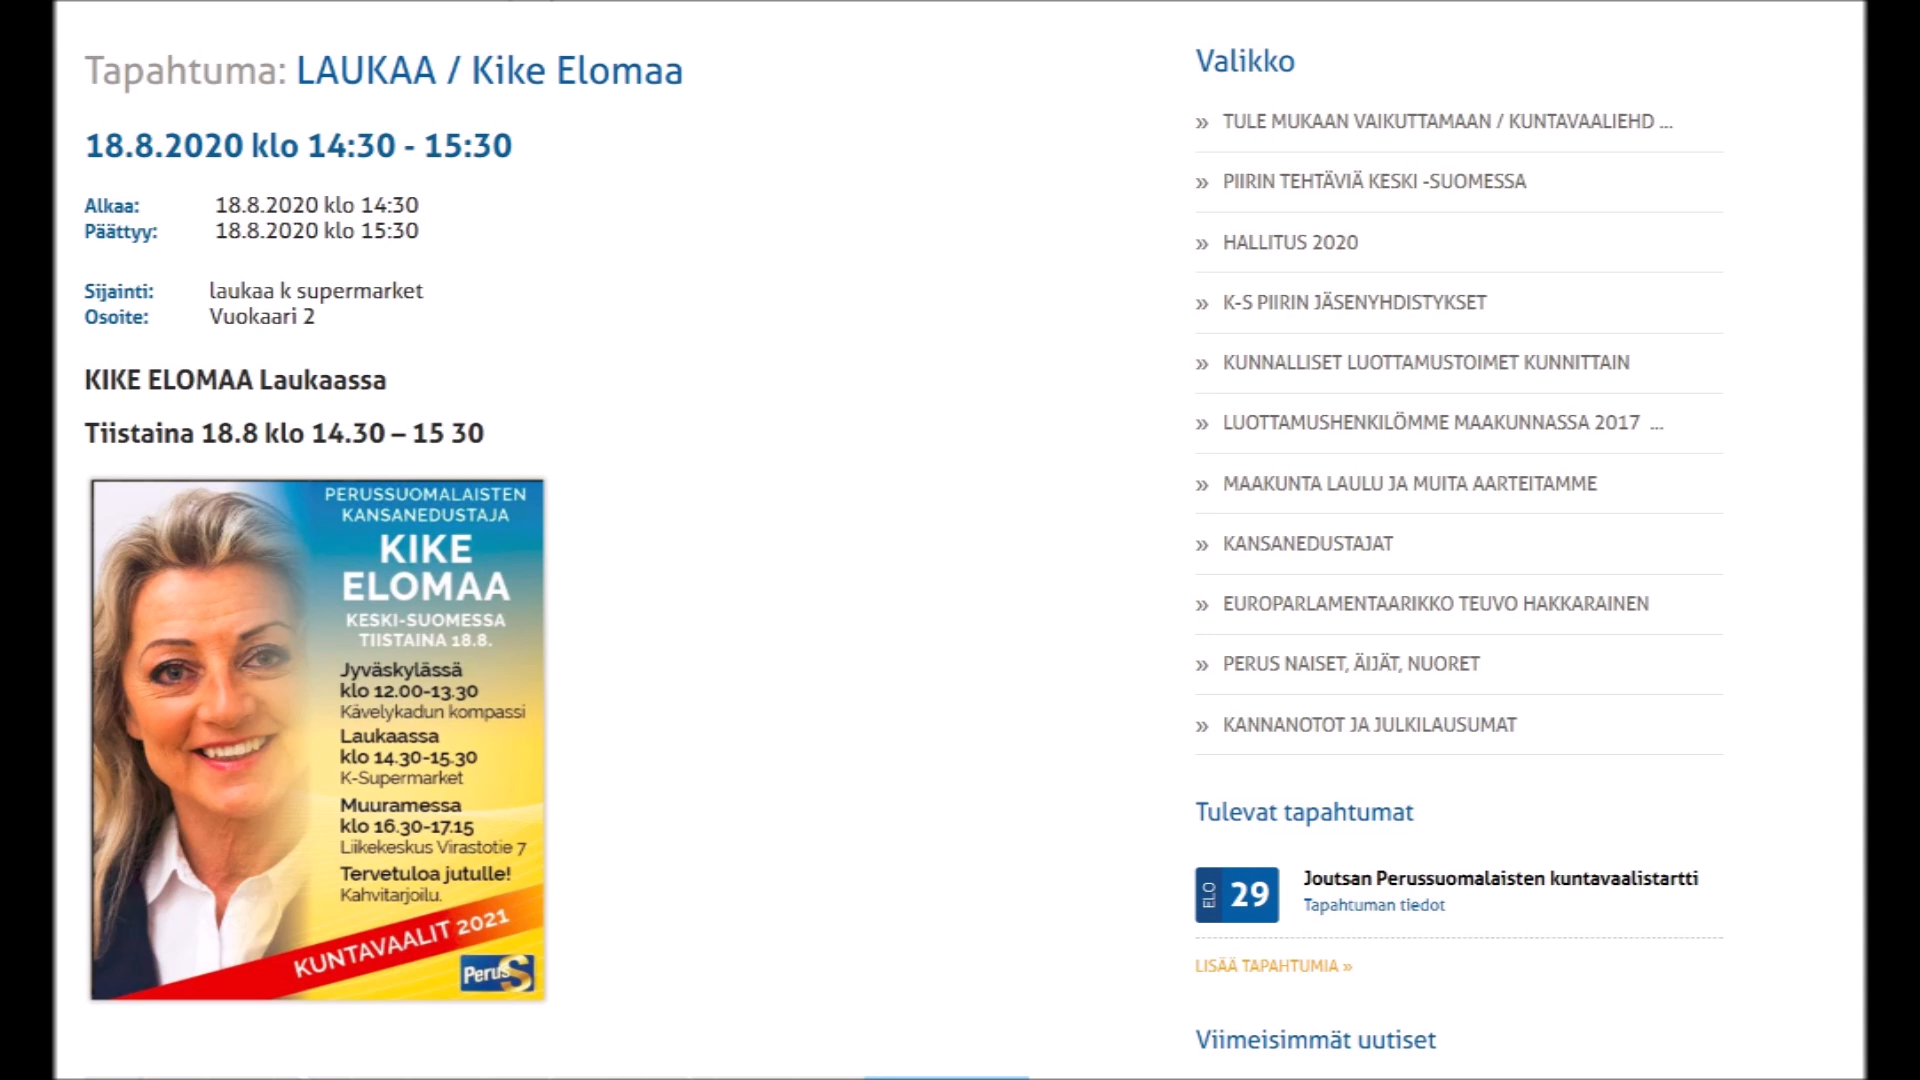 Tapahtuma: LAUKAA / Kike Elomaa
18.8.2020 klo 14:30 - 15:30
Alkaa: 18.8.2020 klo 14:30
Päättyy: 18.8.2020 klo 15:30
Sijainti: laukaa k supermarket
Osoite: Vuokaari 2
KIKE ELOMAA Laukaassa
Tiistaina 18.8 klo 14.30 – 15 30
PERUSSUOMALAISTEN
KANSANEDUSTAJA
KIKE
ELOMAA
KESKI-SUOMESSA
TIISTAINA 18.8.
Jyväskylässä
klo 12.00-13.30
Kävelykadun kompassi
Laukaassa
klo 14.30-15.30
K-Supermarket
Muuramessa
klo 16.30-17.15
Liikekeskus Virastotie 7
Tervetuloa jutulle!
Kahvitarjoilu.
KUNTAVAALIT 2021
PeruS
Valikko
» TULE MUKAAN VAIKUTTAMAAN / KUNTAVAALIEHD ...
» PIIRIN TEHTÄVIÄ KESKI -SUOMESSA
» HALLITUS 2020
» K-S PIIRIN JÄSENYHDISTYKSET
» KUNNALLISET LUOTTAMUSTOIMET KUNNITTAIN
» LUOTTAMUSHENKILÖMME MAAKUNNASSA 2017 ...
» MAAKUNTA LAULU JA MUITA AARTEITAMME
» KANSANEDUSTAJAT
» EUROPARLAMENTAARIKKO TEUVO HAKKARAINEN
» PERUS NAISET, ÄIJÄT, NUORET
» KANNANOTOT JA JULKILAUSUMAT
Tulevat tapahtumat
ELO 29 Joutsan Perussuomalaisten kuntavaalistartti
Tapahtuman tiedot
LISÄÄ TAPAHTUMIA »
Viimeisimmät uutiset